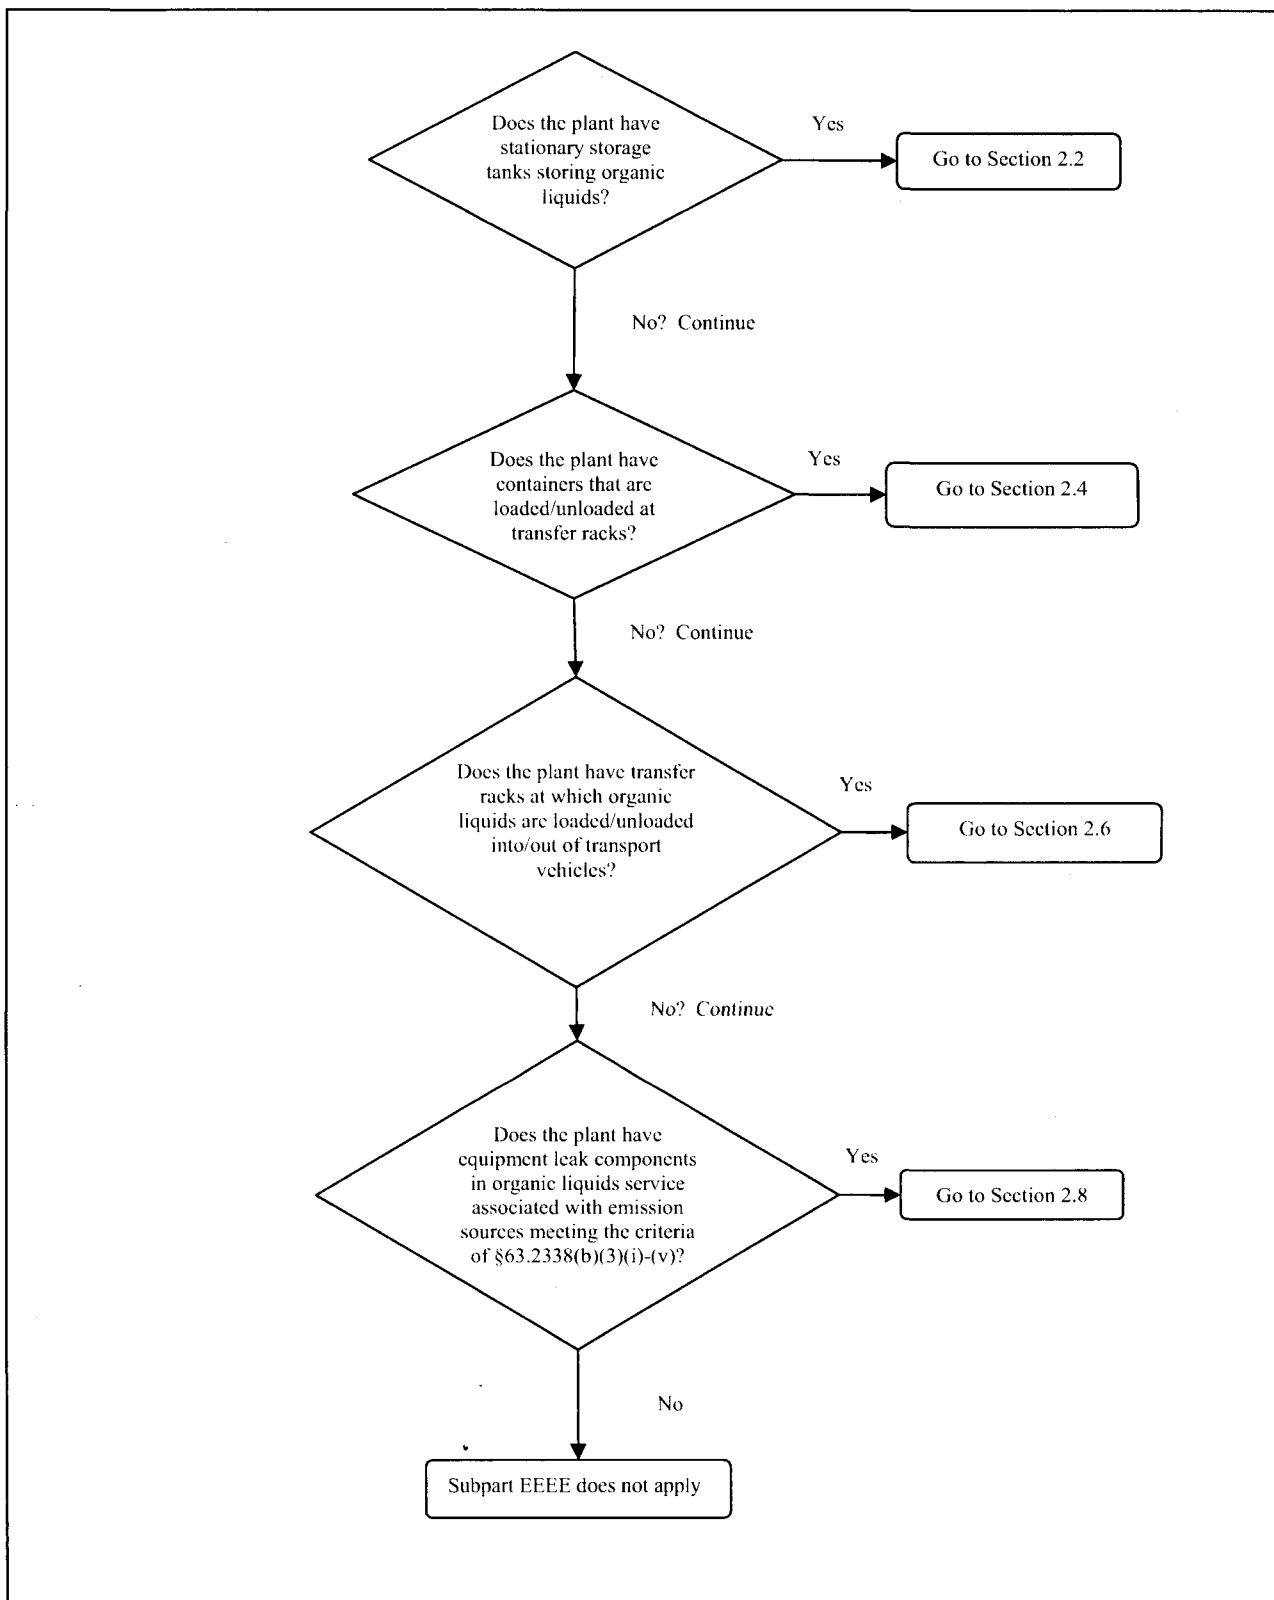 Does the plant have
stationary storage
tanks storing organic
liquids?
Yes
Go to Section 2.2
No? Continue
Does the plant have
containers that are
loaded/unloaded at
transfer racks?
Yes
Go to Section 2.4
No? Continue
Does the plant have transfer
racks at which organic
liquids are loaded/unloaded
into/out of transport
vehicles?
Yes
Go to Section 2.6
No? Continue
Does the plant have
equipment leak components
in organic liquids service
associated with emission
sources meeting the criteria
of §63.2338(b)(3)(i)-(v)?
Yes
Go to Section 2.8
No
Subpart EEEE does not apply